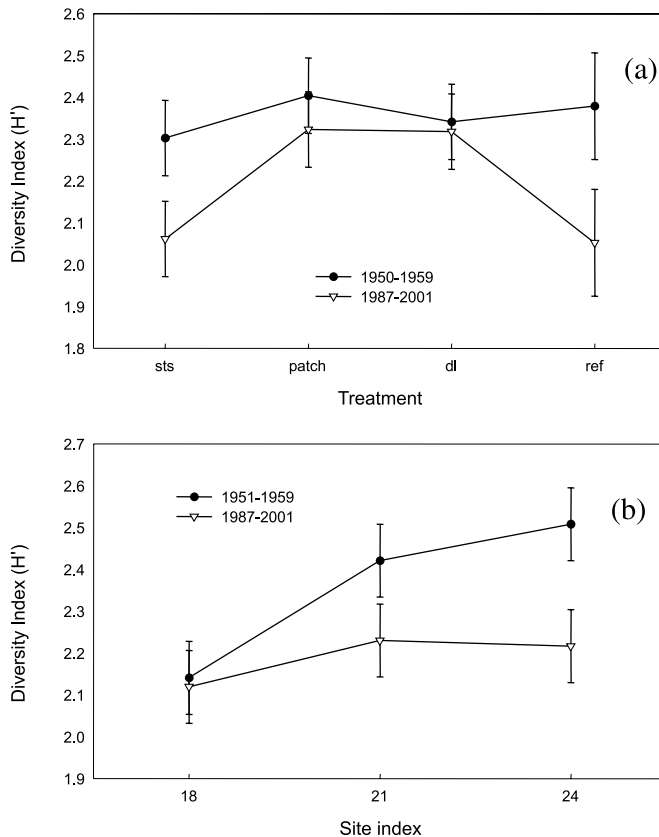 2.6
2.5
2.4
2.3
2.2
2.1
2.0
1.9
1.8
Diversity Index (H')
(a)
1950-1959
1987-2001
sts patch dl ref
Treatment
2.7
2.6
2.5
2.4
2.3
2.2
2.1
2.0
1.9
Diversity Index (H')
1951-1959
1987-2001
(b)
18 21 24
Site index